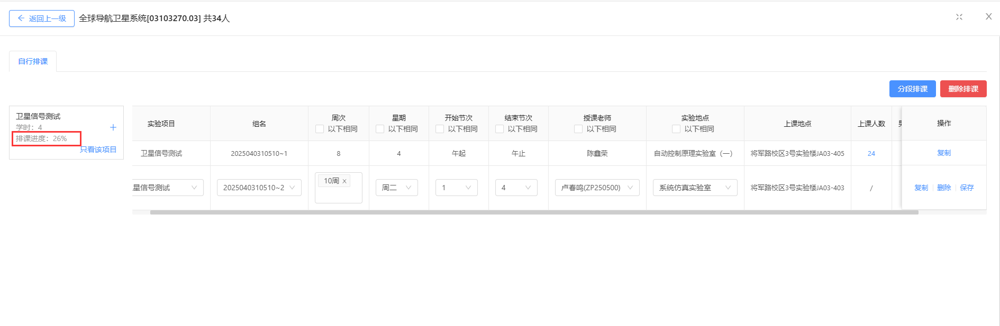 返回上一级 全球导航卫星系统[03103270.03] 共34人
自行排课
分段排课 删除排课
卫星信号测试
学时：4
排课进度：26%
只看该项目
实验项目 组名 周次 以下相同 星期 以下相同 开始节次 以下相同 结束节次 以下相同 授课老师 以下相同 实验地点 以下相同 上课地点 上课人数 操作
卫星信号测试 2025040310510~1 8 4 午起 午止 陈鑫荣 自动控制原理实验室（一） 将军路校区3号实验楼JA03-405 24 复制
星信号测试 2025040310510~2 10周 x 周二 1 4 卢春鸣(ZP250500) 系统仿真实验室 将军路校区3号实验楼JA03-403 / 复制 删除 保存